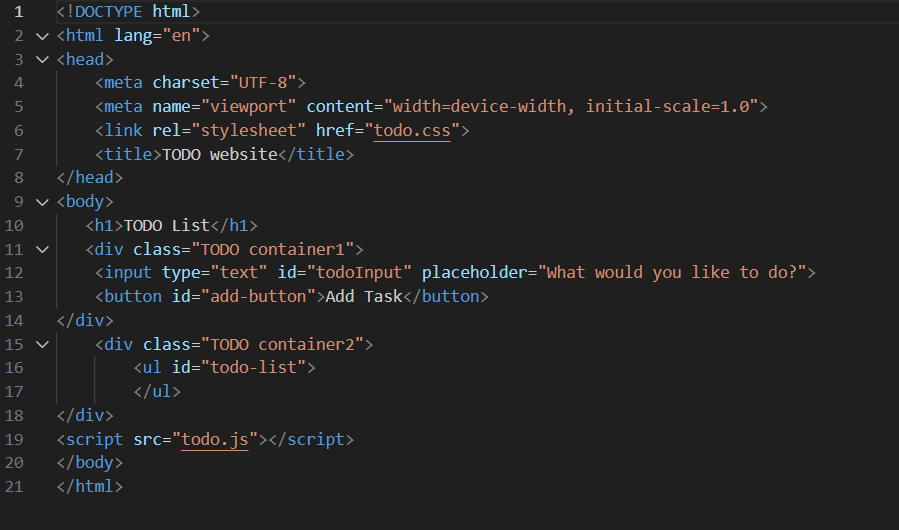 1 <!DOCTYPE html>
2 <html lang="en">
3 <head>
4     <meta charset="UTF-8">
5     <meta name="viewport" content="width=device-width, initial-scale=1.0">
6     <link rel="stylesheet" href="todo.css">
7     <title>TODO website</title>
8 </head>
9 <body>
10    <h1>TODO List</h1>
11    <div class="TODO container1">
12     <input type="text" id="todoInput" placeholder="What would you like to do?">
13     <button id="add-button">Add Task</button>
14 </div>
15     <div class="TODO container2">
16         <ul id="todo-list">
17         </ul>
18 </div>
19 <script src="todo.js"></script>
20 </body>
21 </html>